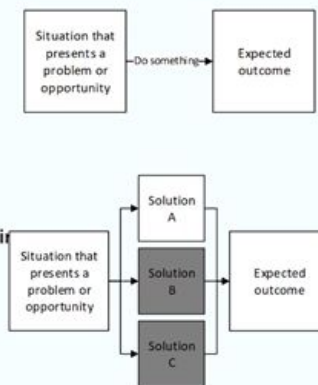 Situation that
presents a
problem or
opportunity
Do something
Expected
outcome
Situation that
presents a
problem or
opportunity
Solution
A
Solution
B
Solution
C
Expected
outcome